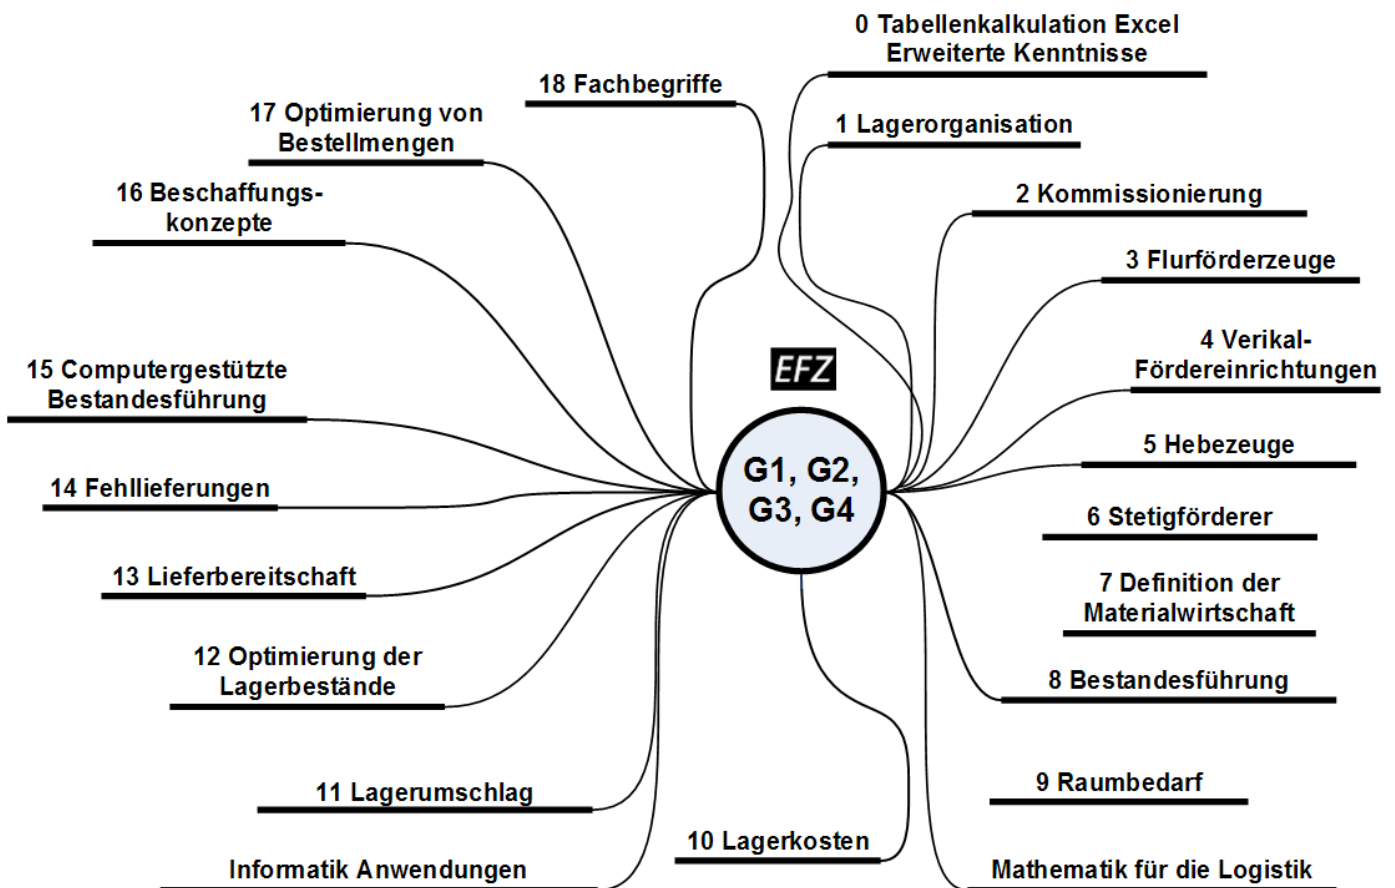 0 Tabellenkalkulation Excel
Erweiterte Kenntnisse
1 Lagerorganisation
2 Kommissionierung
3 Flurförderzeuge
4 Verikal-
Fördereinrichtungen
5 Hebezeuge
6 Stetigförderer
7 Definition der
Materialwirtschaft
8 Bestandesführung
9 Raumbedarf
Mathematik für die Logistik
10 Lagerkosten
Informatik Anwendungen
11 Lagerumschlag
12 Optimierung der
Lagerbestände
13 Lieferbereitschaft
14 Fehllieferungen
15 Computergestützte
Bestandesführung
16 Beschaffungs-
konzepte
17 Optimierung von
Bestellmengen
18 Fachbegriffe
EFZ
G1, G2,
G3, G4